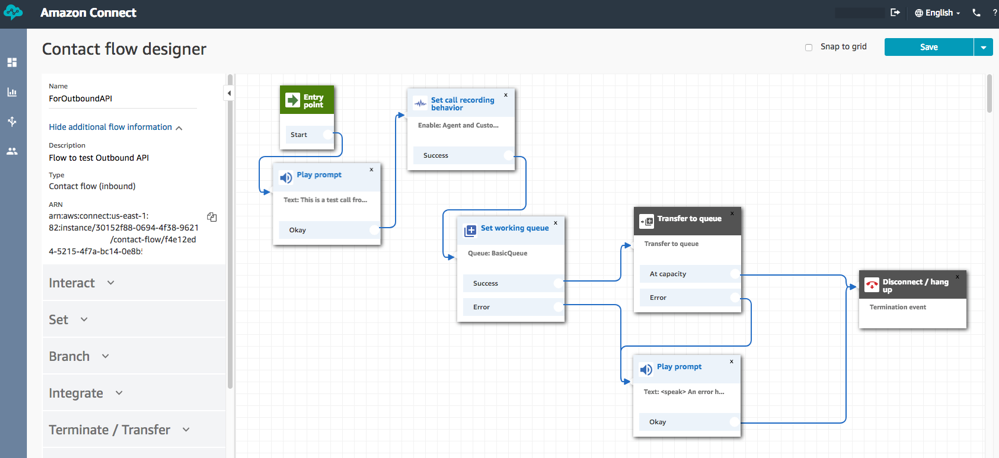 Amazon Connect
English
?
Contact flow designer
Snap to grid
Save
Name
ForOutboundAPI
Hide additional flow information
Description
Flow to test Outbound API
Type
Contact flow (inbound)
ARN
arn:aws:connect:us-east-1:
82:instance/30152f88-0694-4f38-9621
/contact-flow/f4e12ed
4-5215-4f7a-bc14-0e8b
Interact
Set
Branch
Integrate
Terminate / Transfer
Entry
point
Start
Play prompt
x
Text: This is a test call fro...
Okay
Set call recording
behavior
x
Enable: Agent and Custo...
Success
Set working queue
x
Queue: BasicQueue
Success
Error
Transfer to queue
x
Transfer to queue
At capacity
Error
Play prompt
x
Text: <speak> An error h...
Okay
Disconnect / hang
up
x
Termination event